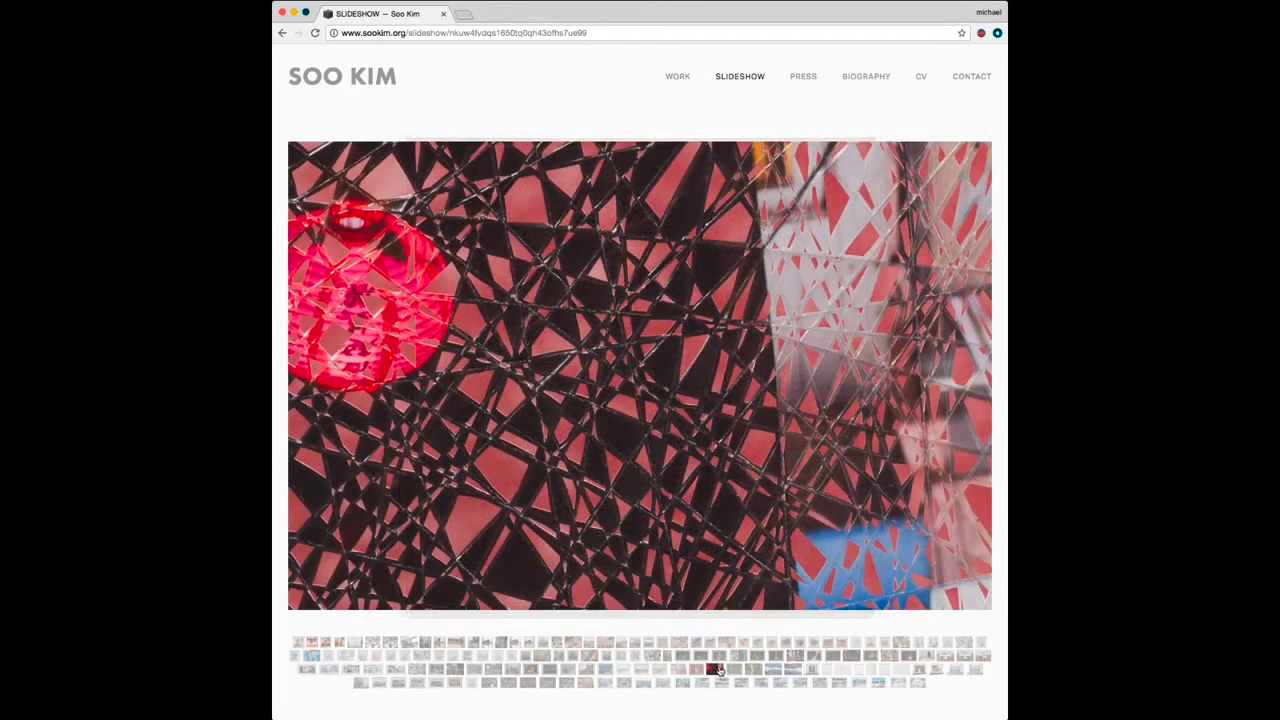 SLIDESHOW — Soo Kim
michael
www.sookim.org/slideshow/nkuw4fvdqs1650tq0qh43ofhs7ue99
SOO KIM
WORK SLIDESHOW PRESS BIOGRAPHY CV CONTACT